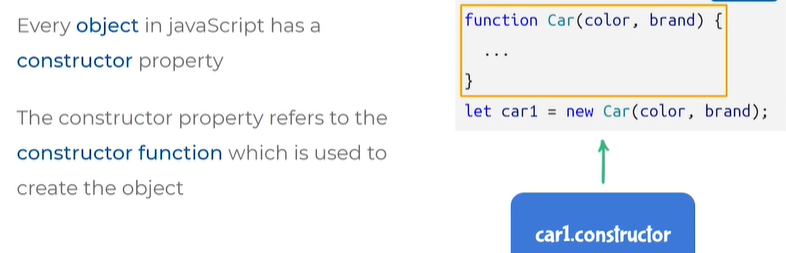 Every object in javaScript has a
constructor property
The constructor property refers to the
constructor function which is used to
create the object
function Car(color, brand) {
...
}
let car1 = new Car(color, brand);
car1.constructor